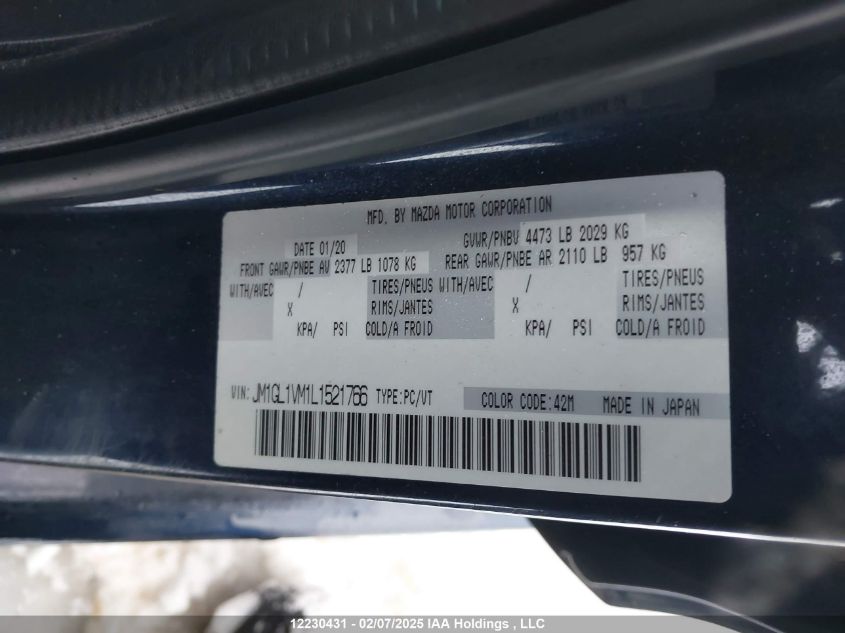 MFD. BY MAZDA MOTOR CORPORATION
DATE 01/20 GVWR/PNBV 4473 LB 2029 KG
FRONT GAWR/PNBE AV 2377 LB 1078 KG REAR GAWR/PNBE AR 2110 LB 957 KG
WITH/AVEC / TIRES/PNEUS WITH/AVEC / TIRES/PNEUS
X RIMS/JANTES X RIMS/JANTES
KPA/ PSI COLD/A FROID KPA/ PSI COLD/A FROID
VIN: JM1GL1VM1L1521766 TYPE:PC/VT COLOR CODE:42M MADE IN JAPAN
12230431 - 02/07/2025 IAA Holdings , LLC